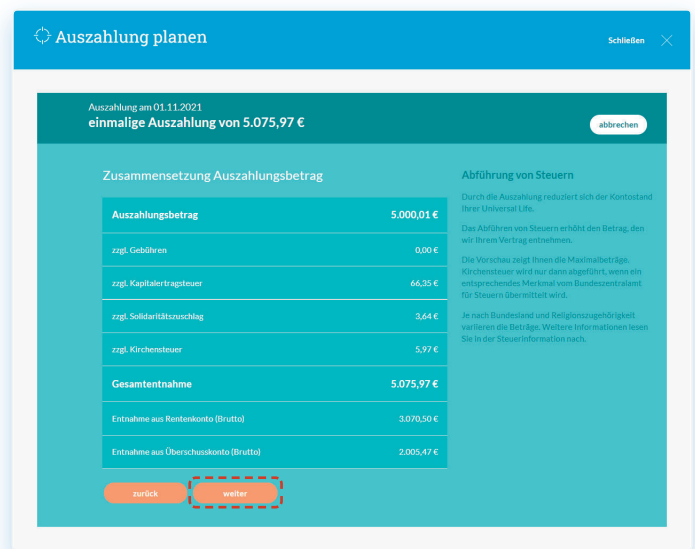 Auszahlung planen
Schließen
Auszahlung am 01.11.2021
einmalige Auszahlung von 5.075,97 €
abbrechen
Zusammensetzung Auszahlungsbetrag
Auszahlungsbetrag 5.000,01 €
zzgl. Gebühren 0,00 €
zzgl. Kapitalertragsteuer 66,35 €
zzgl. Solidaritätszuschlag 3,64 €
zzgl. Kirchensteuer 5,97 €
Gesamtentnahme 5.075,97 €
Entnahme aus Rentenkonto (Brutto) 3.070,50 €
Entnahme aus Überschusskonto (Brutto) 2.005,47 €
zurück
weiter
Abführung von Steuern
Durch die Auszahlung reduziert sich der Kontostand
Ihrer Universal Life.
Das Abführen von Steuern erhöht den Betrag, den
wir Ihrem Vertrag entnehmen.
Die Vorschau zeigt Ihnen die Maximalbeträge.
Kirchensteuer wird nur dann abgeführt, wenn ein
entsprechendes Merkmal vom Bundeszentralamt
für Steuern übermittelt wird.
Je nach Bundesland und Religionszugehörigkeit
variieren die Beträge. Weitere Informationen lesen
Sie in der Steuerinformation nach.